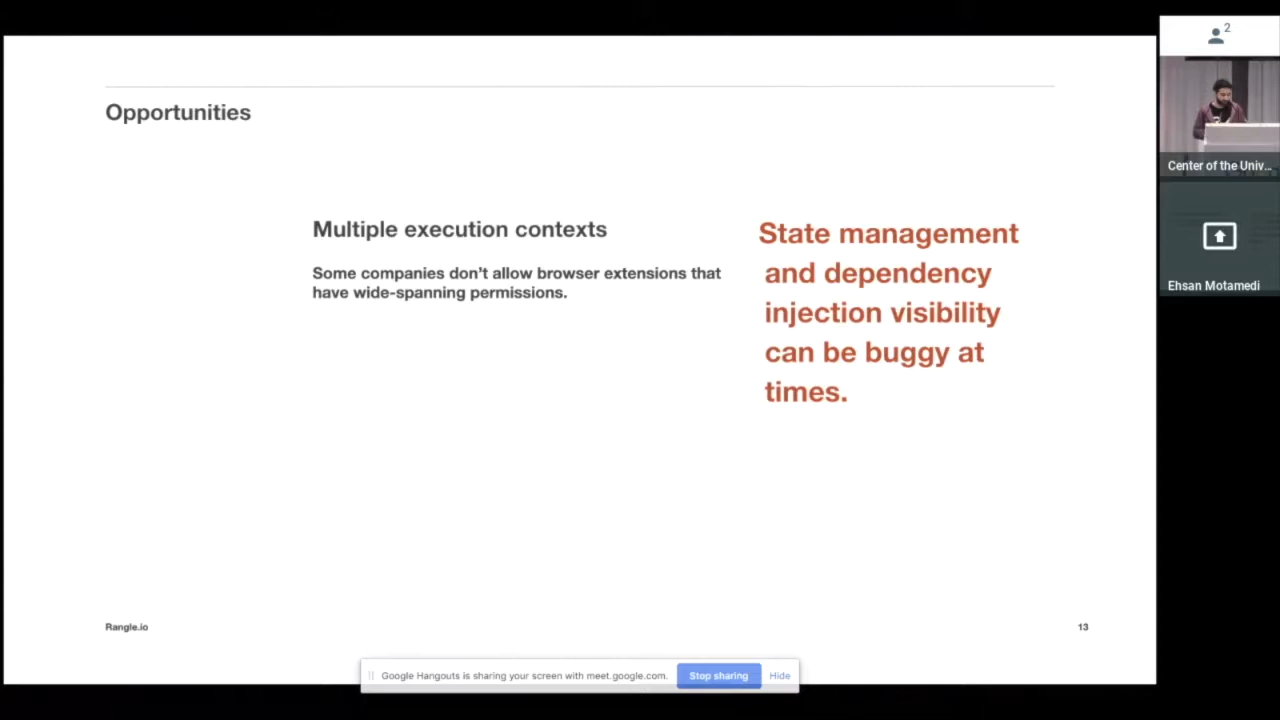 Opportunities
Multiple execution contexts
Some companies don't allow browser extensions that
have wide-spanning permissions.
State management
and dependency
injection visibility
can be buggy at
times.
Rangle.io
13
Google Hangouts is sharing your screen with meet.google.com.
Stop sharing
Hide
2
Center of the Univ...
Ehsan Motamedi